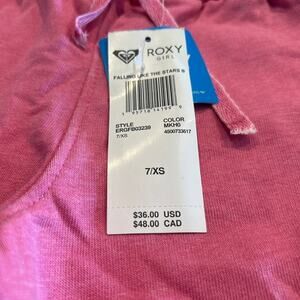 ROXY
GIRL
FALLING LIKE THE STARS B
STYLE
ERGFB03239
7/XS
COLOR
MKH0
4500733617
7/XS
$36.00 USD
$48.00 CAD